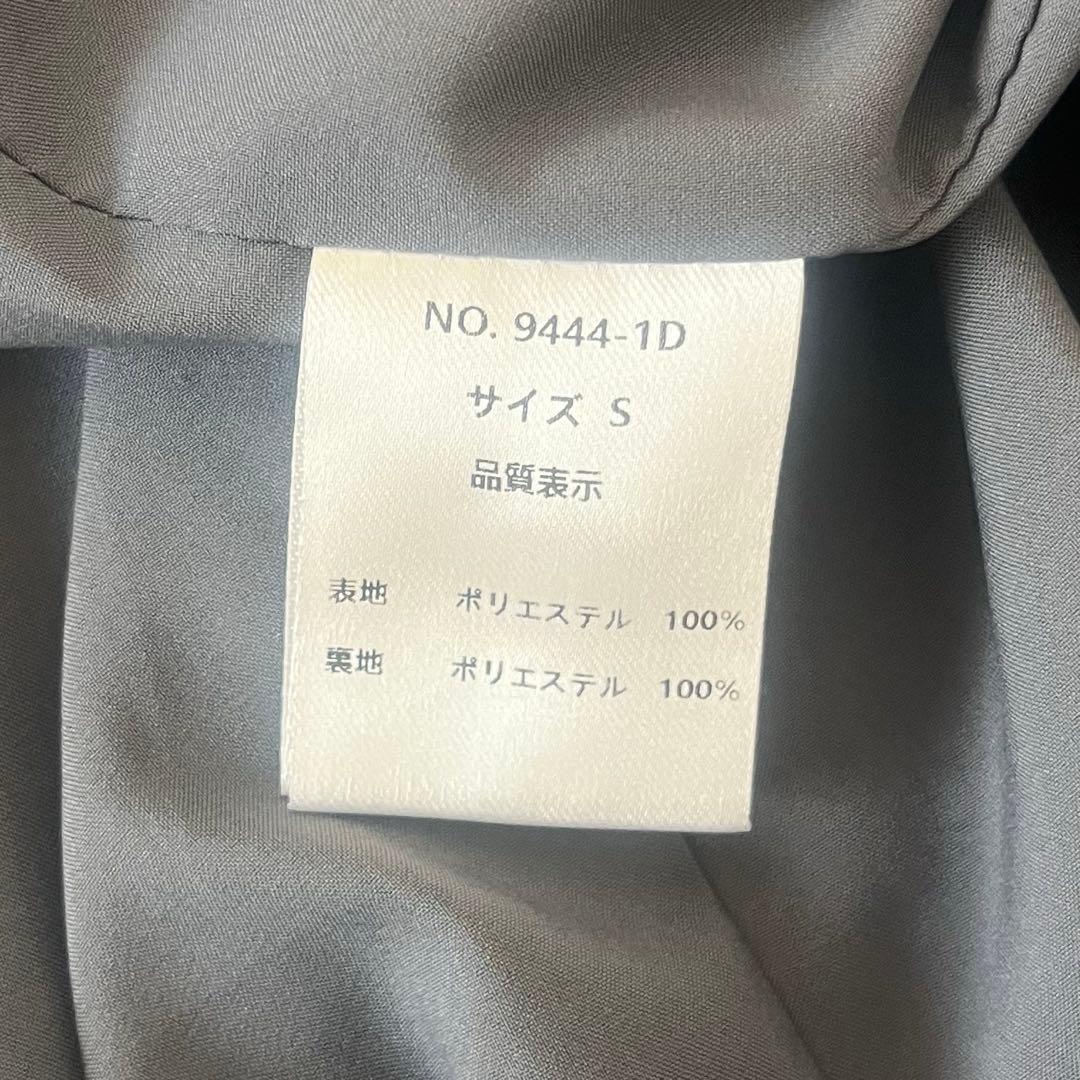 NO. 9444-1D
サイズ S
品質表示
表地 ポリエステル 100%
裏地 ポリエステル 100%